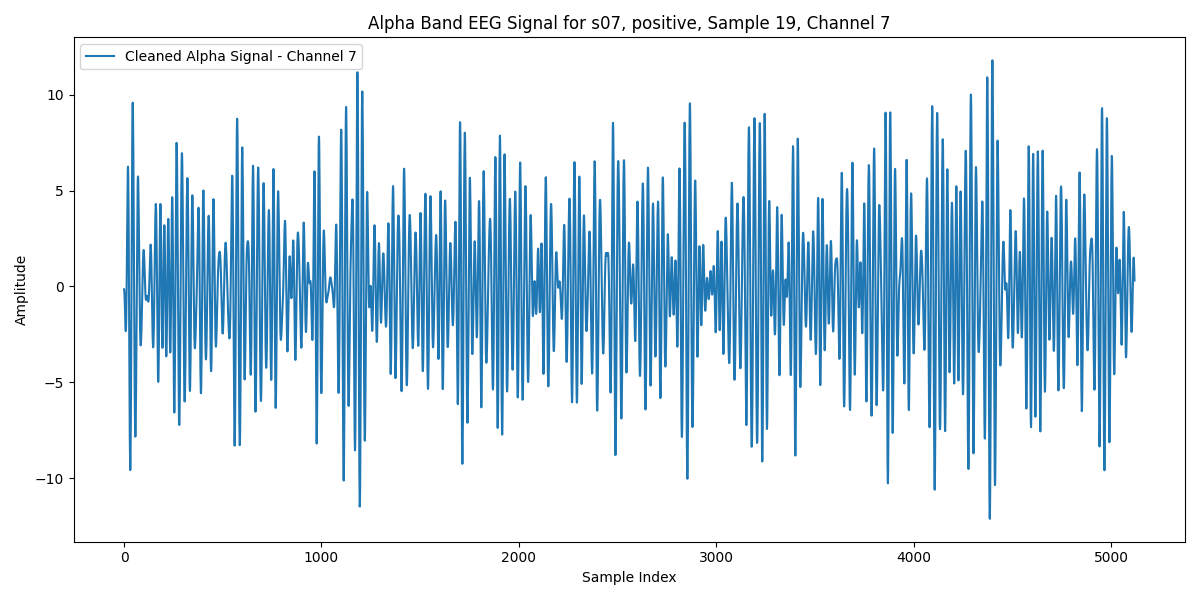 Alpha Band EEG Signal for s07, positive, Sample 19, Channel 7
Cleaned Alpha Signal - Channel 7
Amplitude
10
5
0
−5
−10
0 1000 2000 3000 4000 5000
Sample Index